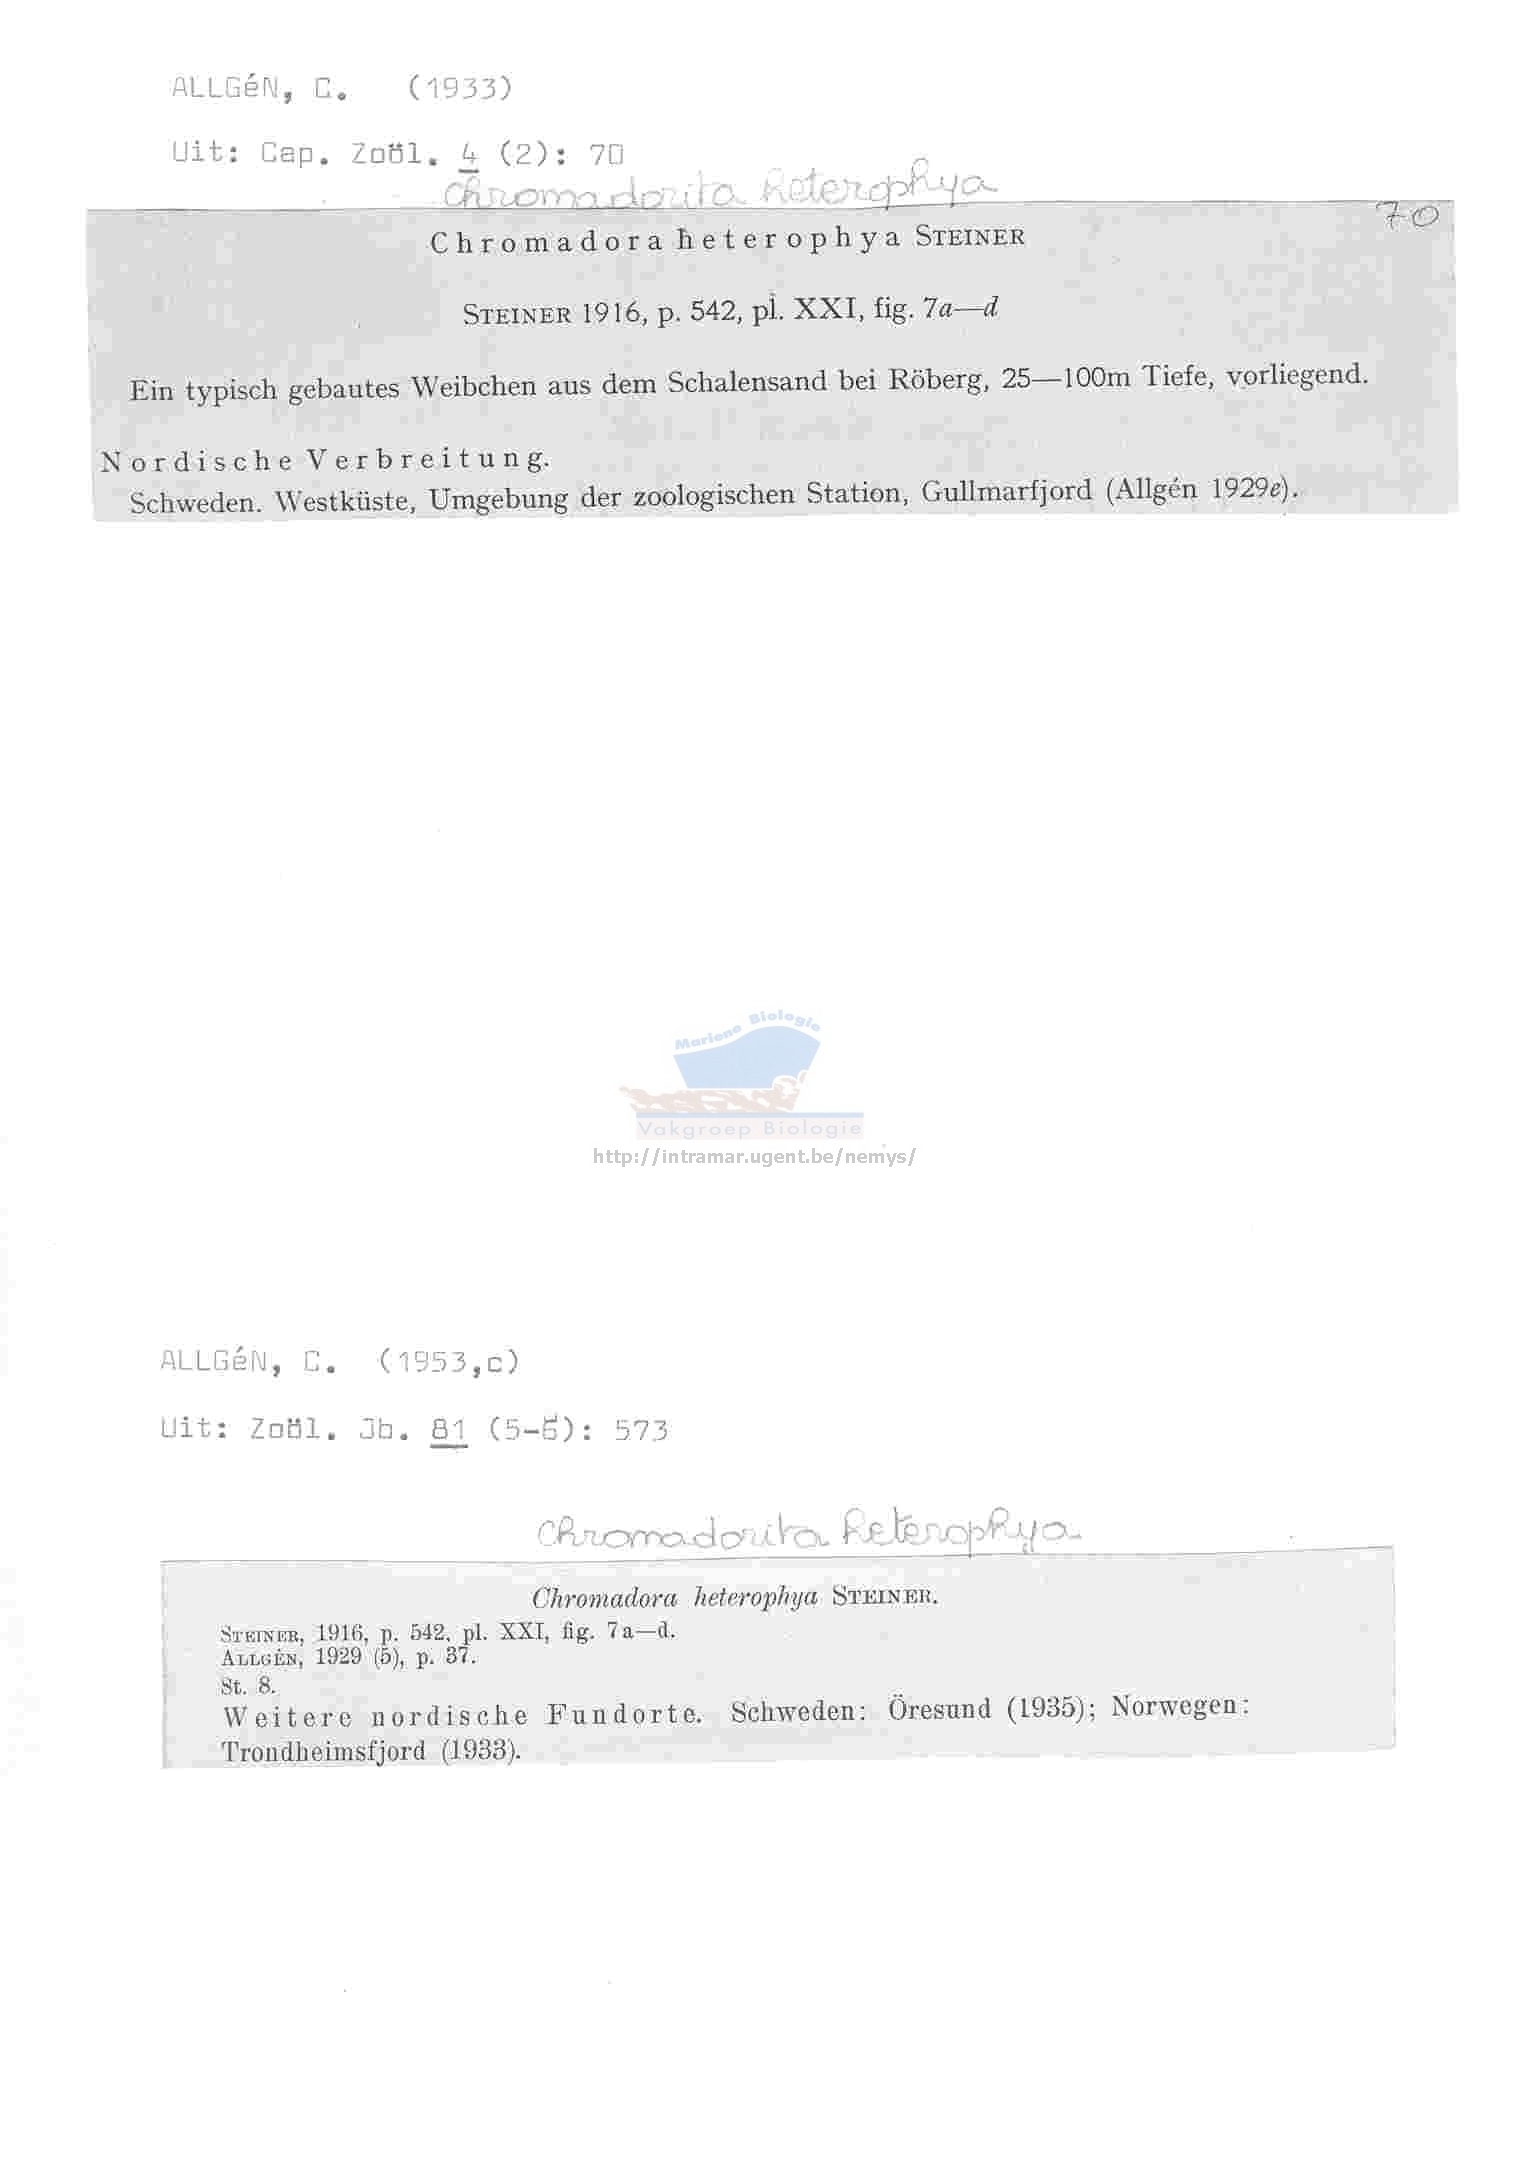 ALLGéN, C. (1933)
Uit: Cap. Zoöl. 4 (2): 70
Chromadorita heterophya
70
Chromadora heterophya STEINER
STEINER 1916, p. 542, pl. XXI, fig. 7a—d
Ein typisch gebautes Weibchen aus dem Schalensand bei Röberg, 25—100m Tiefe, vorliegend.
Nordische Verbreitung.
Schweden. Westküste, Umgebung der zoologischen Station, Gullmarfjord (Allgén 1929e).
Mariene Biologie
Vakgroep Biologie
http://intramar.ugent.be/nemys/
ALLGéN, C. (1953,c)
Uit: Zoöl. Jb. 81 (5-6): 573
Chromadorita heterophya
Chromadora heterophya STEINER.
STEINER, 1916, p. 542, pl. XXI, fig. 7a—d.
ALLGÉN, 1929 (5), p. 37.
St. 8.
Weitere nordische Fundorte. Schweden: Öresund (1935); Norwegen:
Trondheimsfjord (1933).